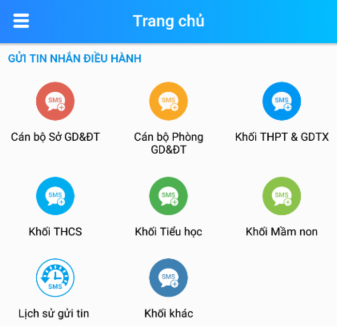 Trang chủ
GỬI TIN NHẮN ĐIỀU HÀNH
SMS SMS SMS
Cán bộ Sở GD&ĐT Cán bộ Phòng Khối THPT & GDTX
GD&ĐT
SMS SMS SMS
Khối THCS Khối Tiểu học Khối Mầm non
SMS SMS
Lịch sử gửi tin Khối khác